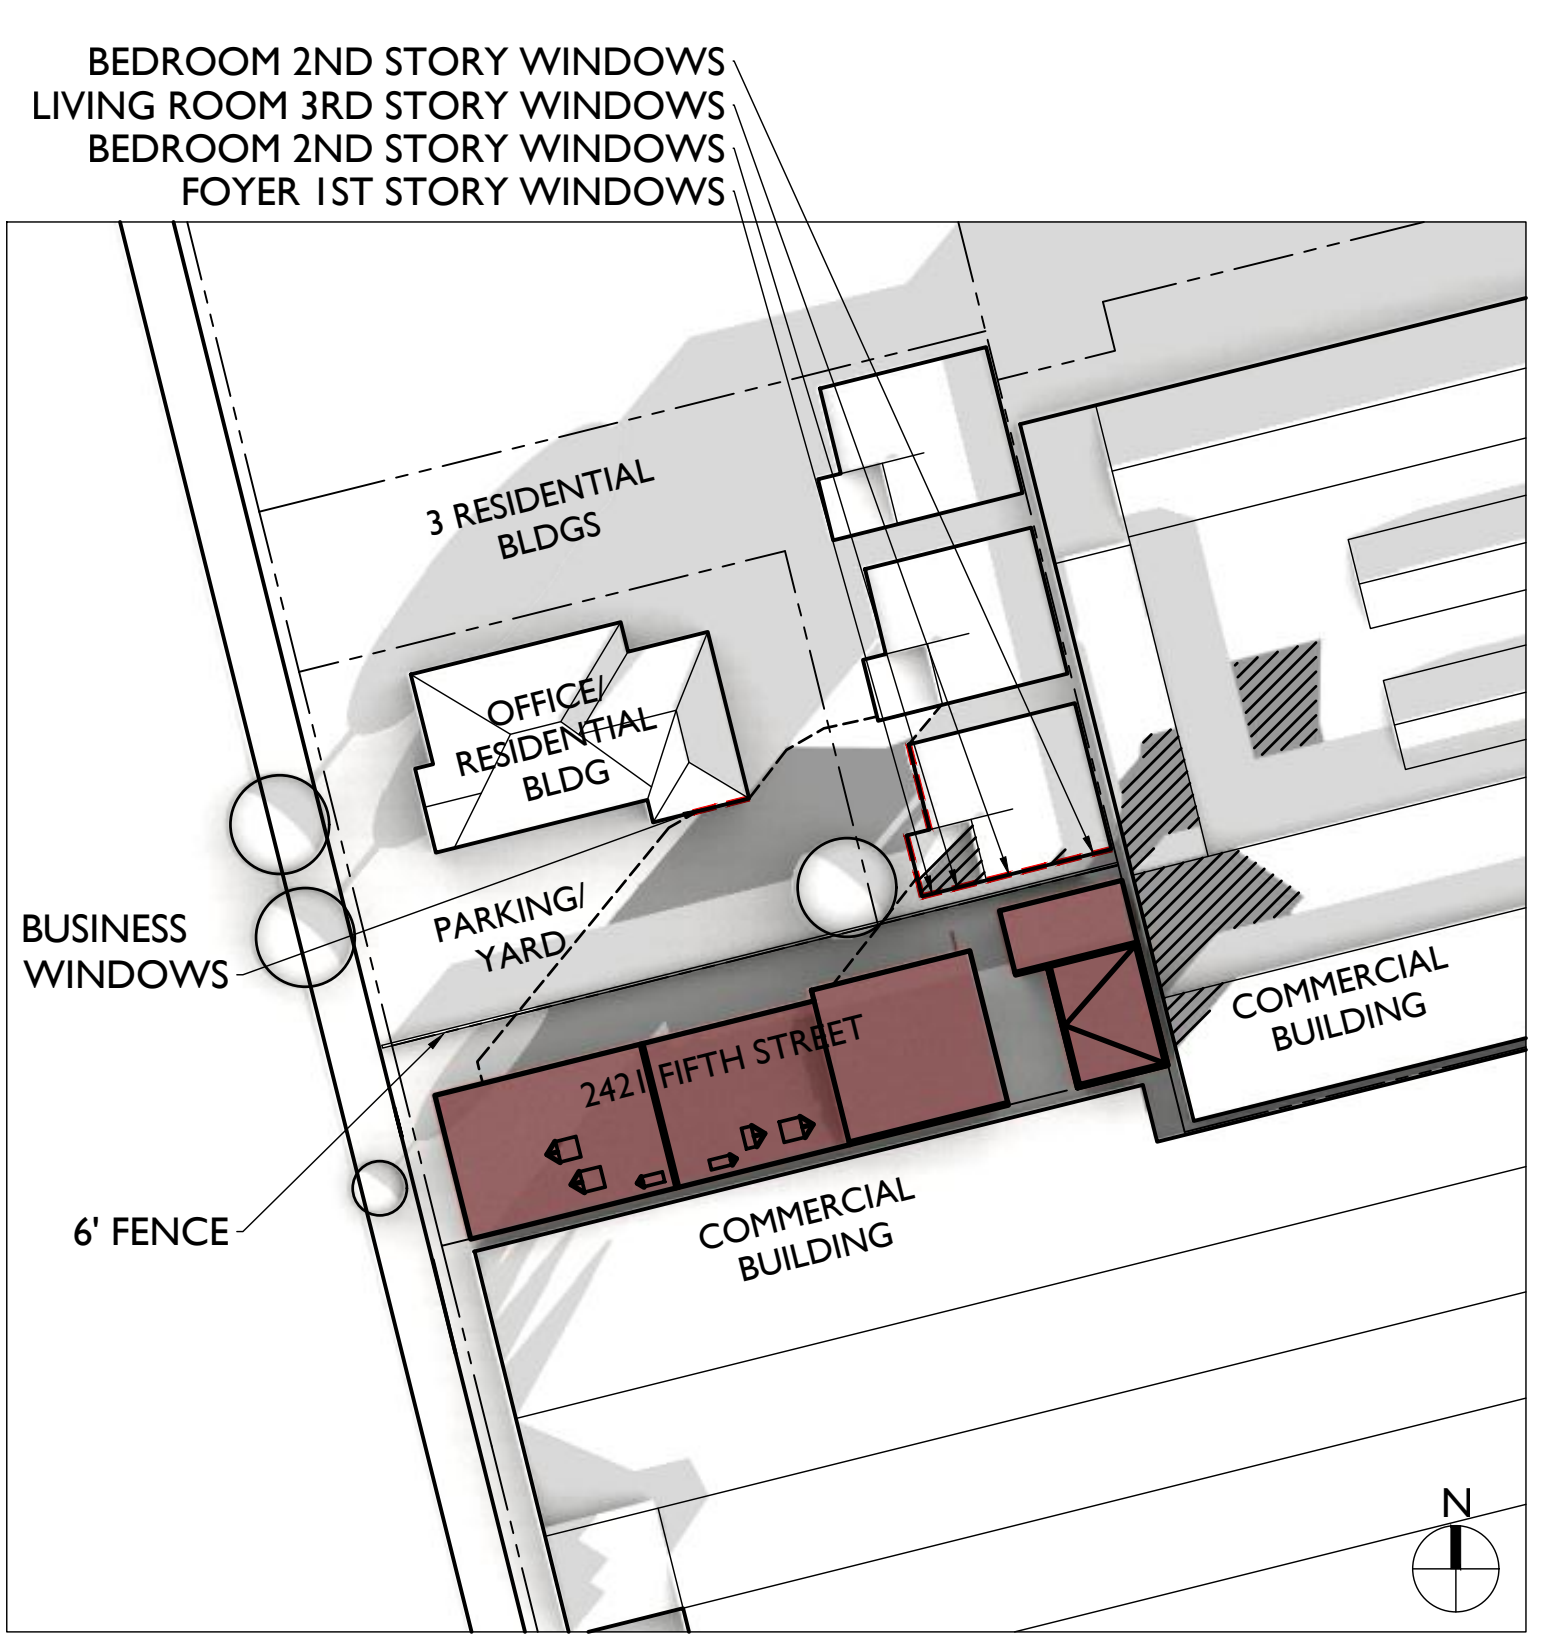 BEDROOM 2ND STORY WINDOWS
LIVING ROOM 3RD STORY WINDOWS
BEDROOM 2ND STORY WINDOWS
FOYER 1ST STORY WINDOWS
3 RESIDENTIAL
BLDGS
OFFICE/
RESIDENTIAL
BLDG
PARKING/
YARD
BUSINESS
WINDOWS
2421 FIFTH STREET
COMMERCIAL
BUILDING
6' FENCE
COMMERCIAL
BUILDING
N